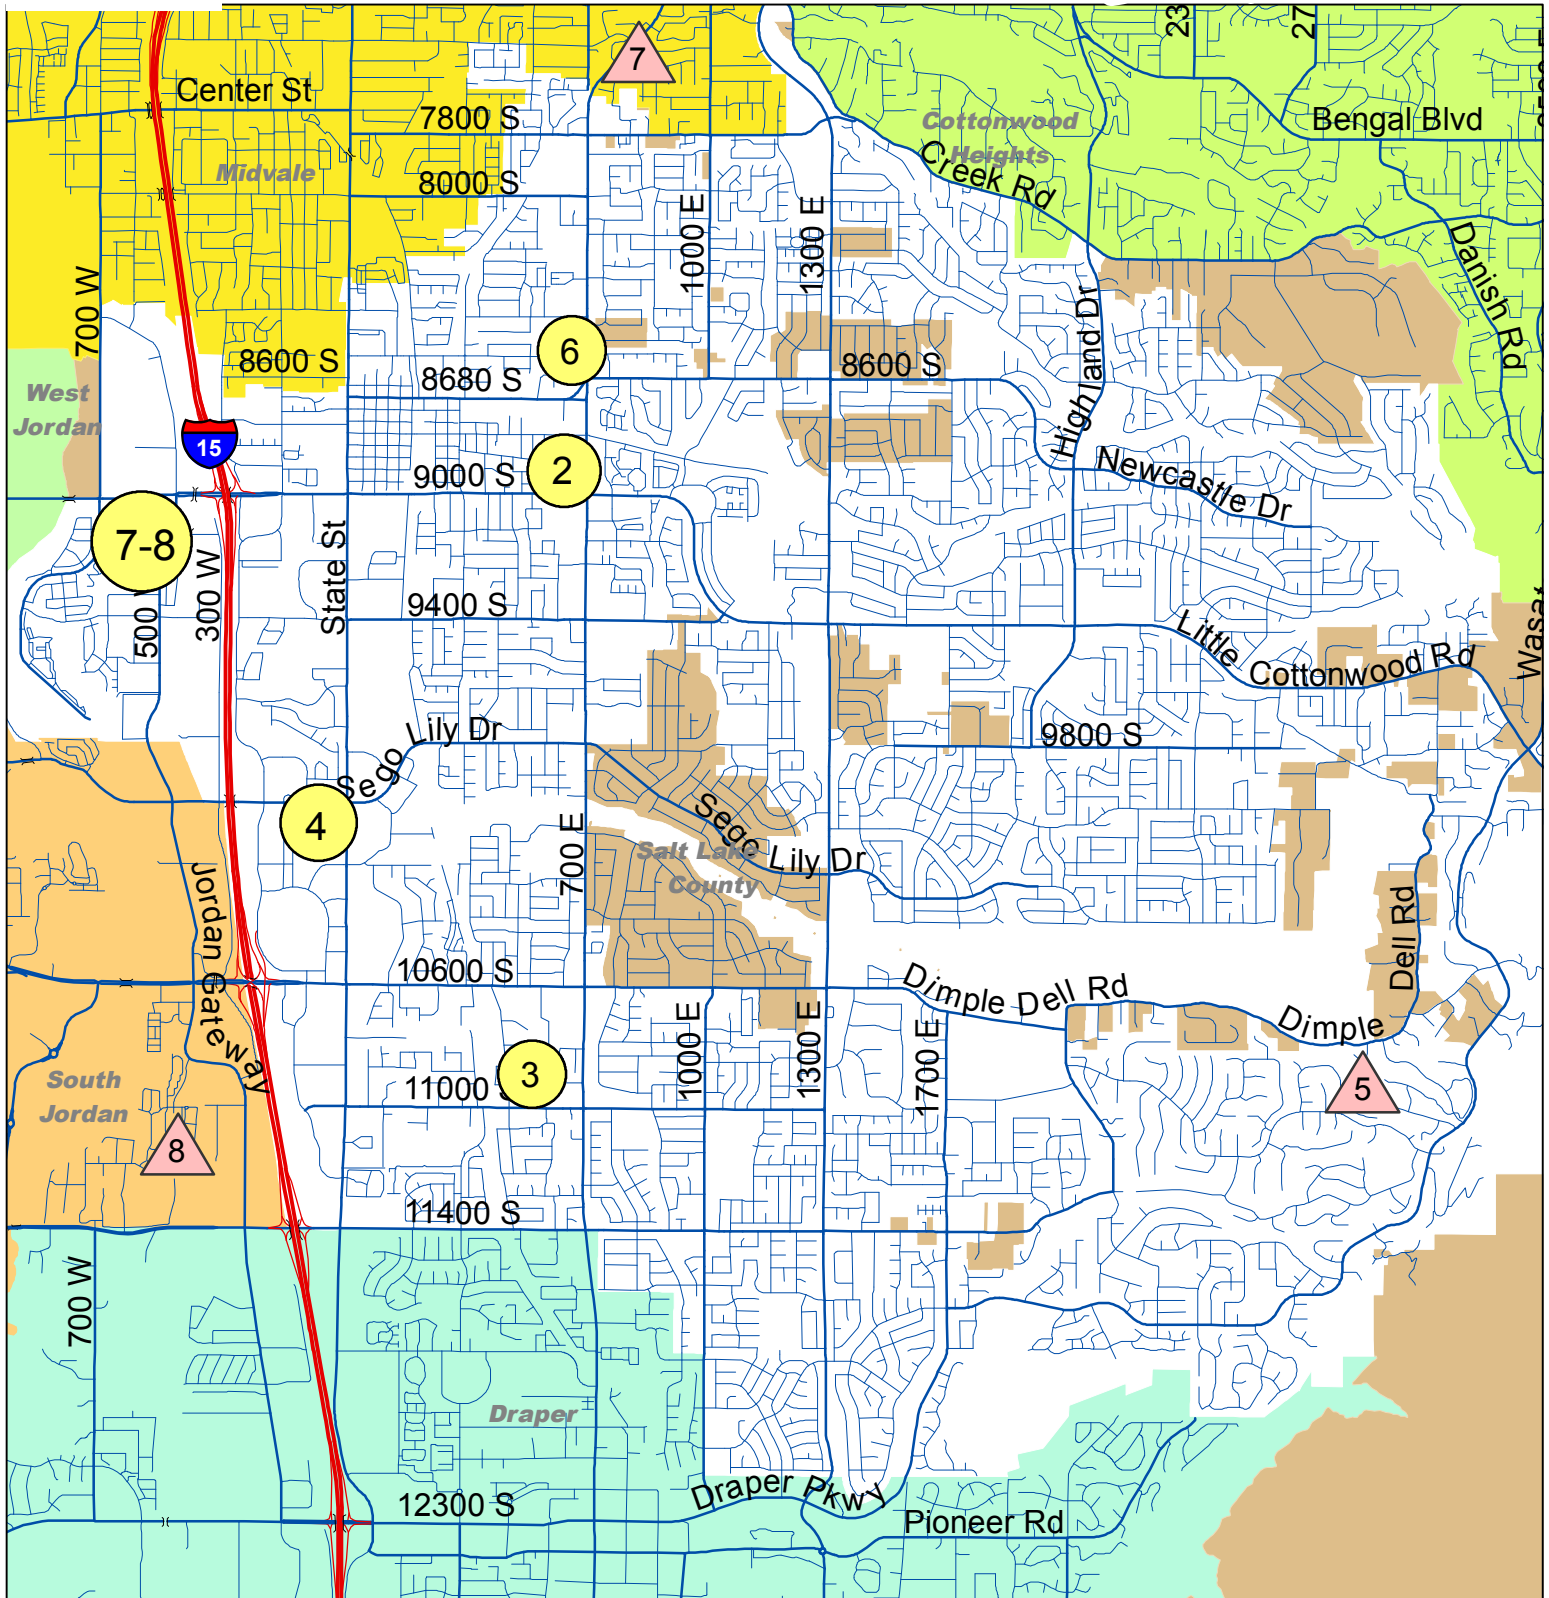 23
27
7
Center St
7800 S
Bengal Blvd
Cottonwood
Heights
Creek Rd
Midvale
8000 S
1000 E
1300 E
Danish Rd
700 W
Highland Dr
6
8600 S
8680 S
8600 S
West
Jordan
15
9000 S
2
Newcastle Dr
7-8
State St
300 W
500 W
9400 S
Little Cottonwood Rd
Sego Lily Dr
9800 S
4
700 E
Sego Lily Dr
Salt Lake
County
Jordan Gateway
Dell Rd
10600 S
Dimple Dell Rd
Dimple
1000 E
1300 E
1700 E
3
11000 S
South
Jordan
5
8
11400 S
700 W
Draper
12300 S
Draper Pkwy
Pioneer Rd